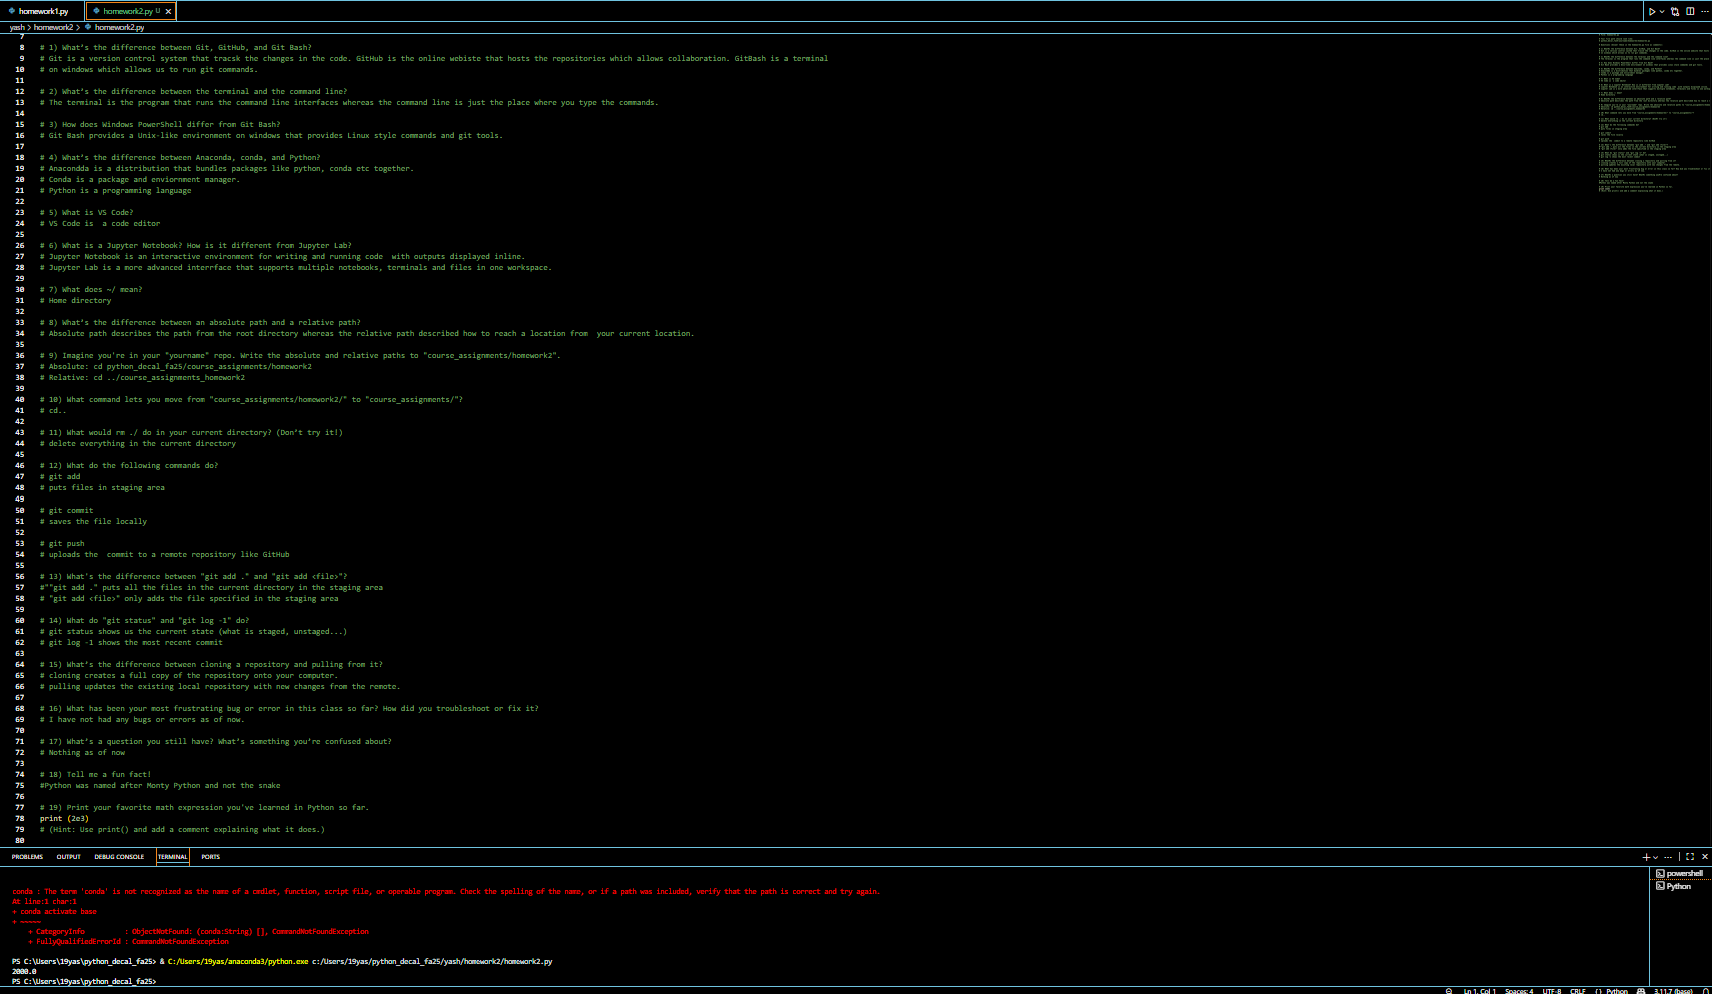 homework1.py
homework2.py U
yash > homework2 > homework2.py
7
8 # 1) What's the difference between Git, GitHub, and Git Bash?
9 # Git is a version control system that tracsk the changes in the code. GitHub is the online webiste that hosts the repositories which allows collaboration. GitBash is a terminal
10 # on windows which allows us to run git commands.
11
12 # 2) What's the difference between the terminal and the command line?
13 # The terminal is the program that runs the command line interfaces whereas the command line is just the place where you type the commands.
14
15 # 3) How does Windows PowerShell differ from Git Bash?
16 # Git Bash provides a Unix-like environment on windows that provides Linux style commands and git tools.
17
18 # 4) What's the difference between Anaconda, conda, and Python?
19 # Anacondda is a distribution that bundles packages like python, conda etc together.
20 # Conda is a package and enviornment manager.
21 # Python is a programming language
22
23 # 5) What is VS Code?
24 # VS Code is  a code editor
25
26 # 6) What is a Jupyter Notebook? How is it different from Jupyter Lab?
27 # Jupyter Notebook is an interactive environment for writing and running code  with outputs displayed inline.
28 # Jupyter Lab is a more advanced interrface that supports multiple notebooks, terminals and files in one workspace.
29
30 # 7) What does ~/ mean?
31 # Home directory
32
33 # 8) What's the difference between an absolute path and a relative path?
34 # Absolute path describes the path from the root directory whereas the relative path described how to reach a location from  your current location.
35
36 # 9) Imagine you're in your "yourname" repo. Write the absolute and relative paths to "course_assignments/homework2".
37 # Absolute: cd python_decal_fa25/course_assignments/homework2
38 # Relative: cd ../course_assignments_homework2
39
40 # 10) What command lets you move from "course_assignments/homework2/" to "course_assignments/"?
41 # cd..
42
43 # 11) What would rm ./ do in your current directory? (Don't try it!)
44 # delete everything in the current directory
45
46 # 12) What do the following commands do?
47 # git add
48 # puts files in staging area
49
50 # git commit
51 # saves the file locally
52
53 # git push
54 # uploads the  commit to a remote repository like GitHub
55
56 # 13) What's the difference between "git add ." and "git add <file>"?
57 #""git add ." puts all the files in the current directory in the staging area
58 # "git add <file>" only adds the file specified in the staging area
59
60 # 14) What do "git status" and "git log -1" do?
61 # git status shows us the current state (what is staged, unstaged...)
62 # git log -1 shows the most recent commit
63
64 # 15) What's the difference between cloning a repository and pulling from it?
65 # cloning creates a full copy of the repository onto your computer.
66 # pulling updates the existing local repository with new changes from the remote.
67
68 # 16) What has been your most frustrating bug or error in this class so far? How did you troubleshoot or fix it?
69 # I have not had any bugs or errors as of now.
70
71 # 17) What's a question you still have? What's something you're confused about?
72 # Nothing as of now
73
74 # 18) Tell me a fun fact!
75 #Python was named after Monty Python and not the snake
76
77 # 19) Print your favorite math expression you've learned in Python so far.
78 print (2e3)
79 # (Hint: Use print() and add a comment explaining what it does.)
80
PROBLEMS OUTPUT DEBUG CONSOLE TERMINAL PORTS
conda : The term 'conda' is not recognized as the name of a cmdlet, function, script file, or operable program. Check the spelling of the name, or if a path was included, verify that the path is correct and try again.
At line:1 char:1
+ conda activate base
+ ~~~~~
+ CategoryInfo : ObjectNotFound: (conda:String) [], CommandNotFoundException
+ FullyQualifiedErrorId : CommandNotFoundException
PS C:\Users\19yas\python_decal_fa25> & C:/Users/19yas/anaconda3/python.exe c:/Users/19yas/python_decal_fa25/yash/homework2/homework2.py
2000.0
PS C:\Users\19yas\python_decal_fa25>
powershell
Python
Ln 1, Col 1 Spaces: 4 UTF-8 CRLF {} Python 3.11.7 (base)